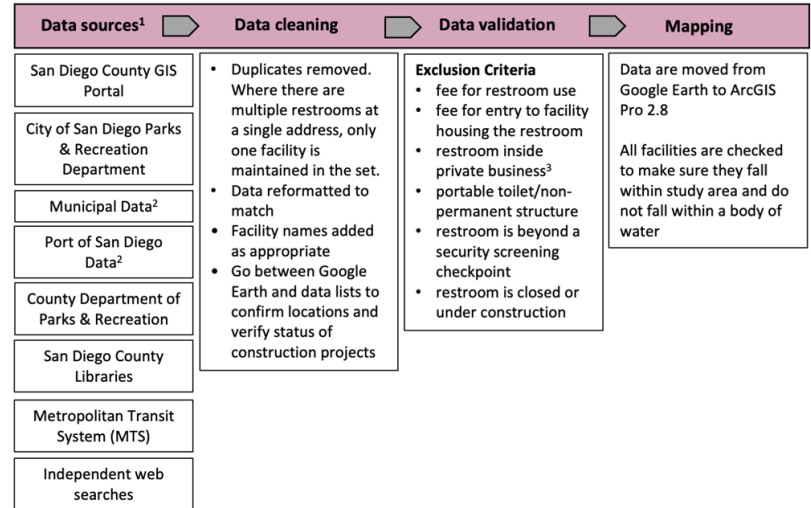 Data sources¹
Data cleaning
Data validation
Mapping
San Diego County GIS
Portal
City of San Diego Parks
& Recreation
Department
Municipal Data²
Port of San Diego
Data²
County Department of
Parks & Recreation
San Diego County
Libraries
Metropolitan Transit
System (MTS)
Independent web
searches
• Duplicates removed.
Where there are
multiple restrooms at
a single address, only
one facility is
maintained in the set.
• Data reformatted to
match
• Facility names added
as appropriate
• Go between Google
Earth and data lists to
confirm locations and
verify status of
construction projects
Exclusion Criteria
• fee for restroom use
• fee for entry to facility
housing the restroom
• restroom inside
private business³
• portable toilet/non-
permanent structure
• restroom is beyond a
security screening
checkpoint
• restroom is closed or
under construction
Data are moved from
Google Earth to ArcGIS
Pro 2.8
All facilities are checked
to make sure they fall
within study area and do
not fall within a body of
water